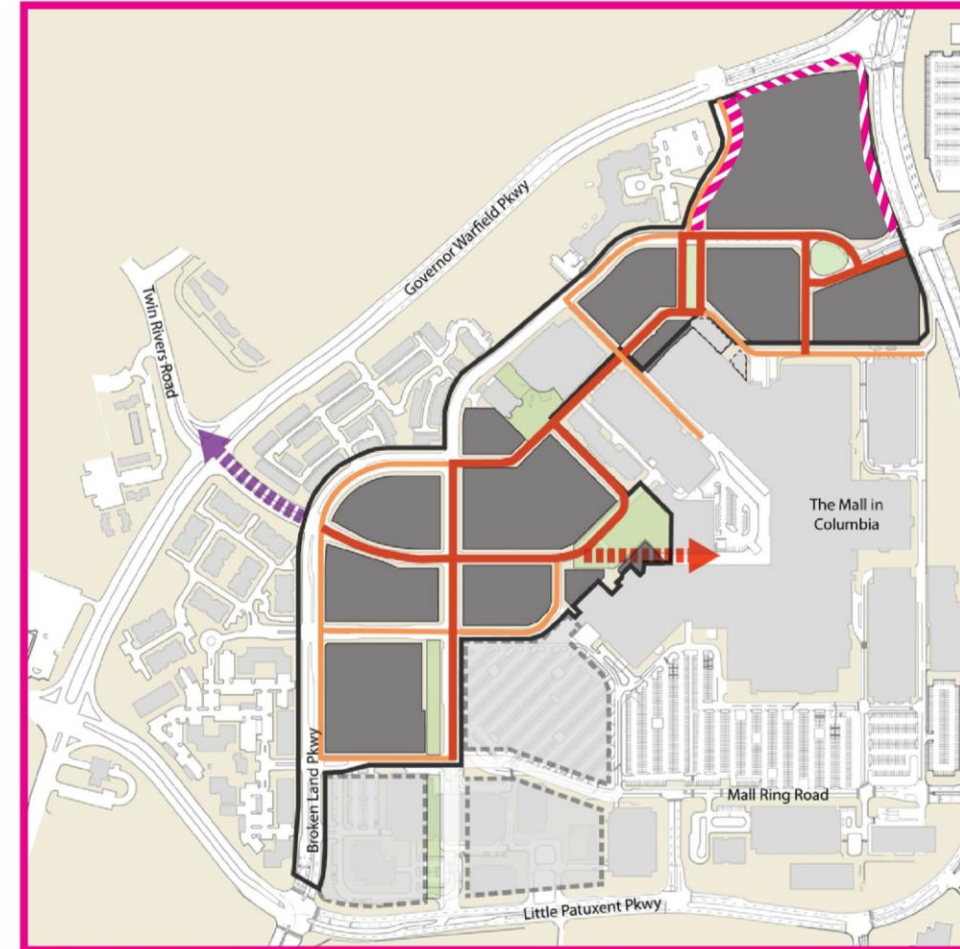 Governor Warfield Pkwy
Twin Rivers Road
The Mall in
Columbia
Broken Land Pkwy
Mall Ring Road
Little Patuxent Pkwy